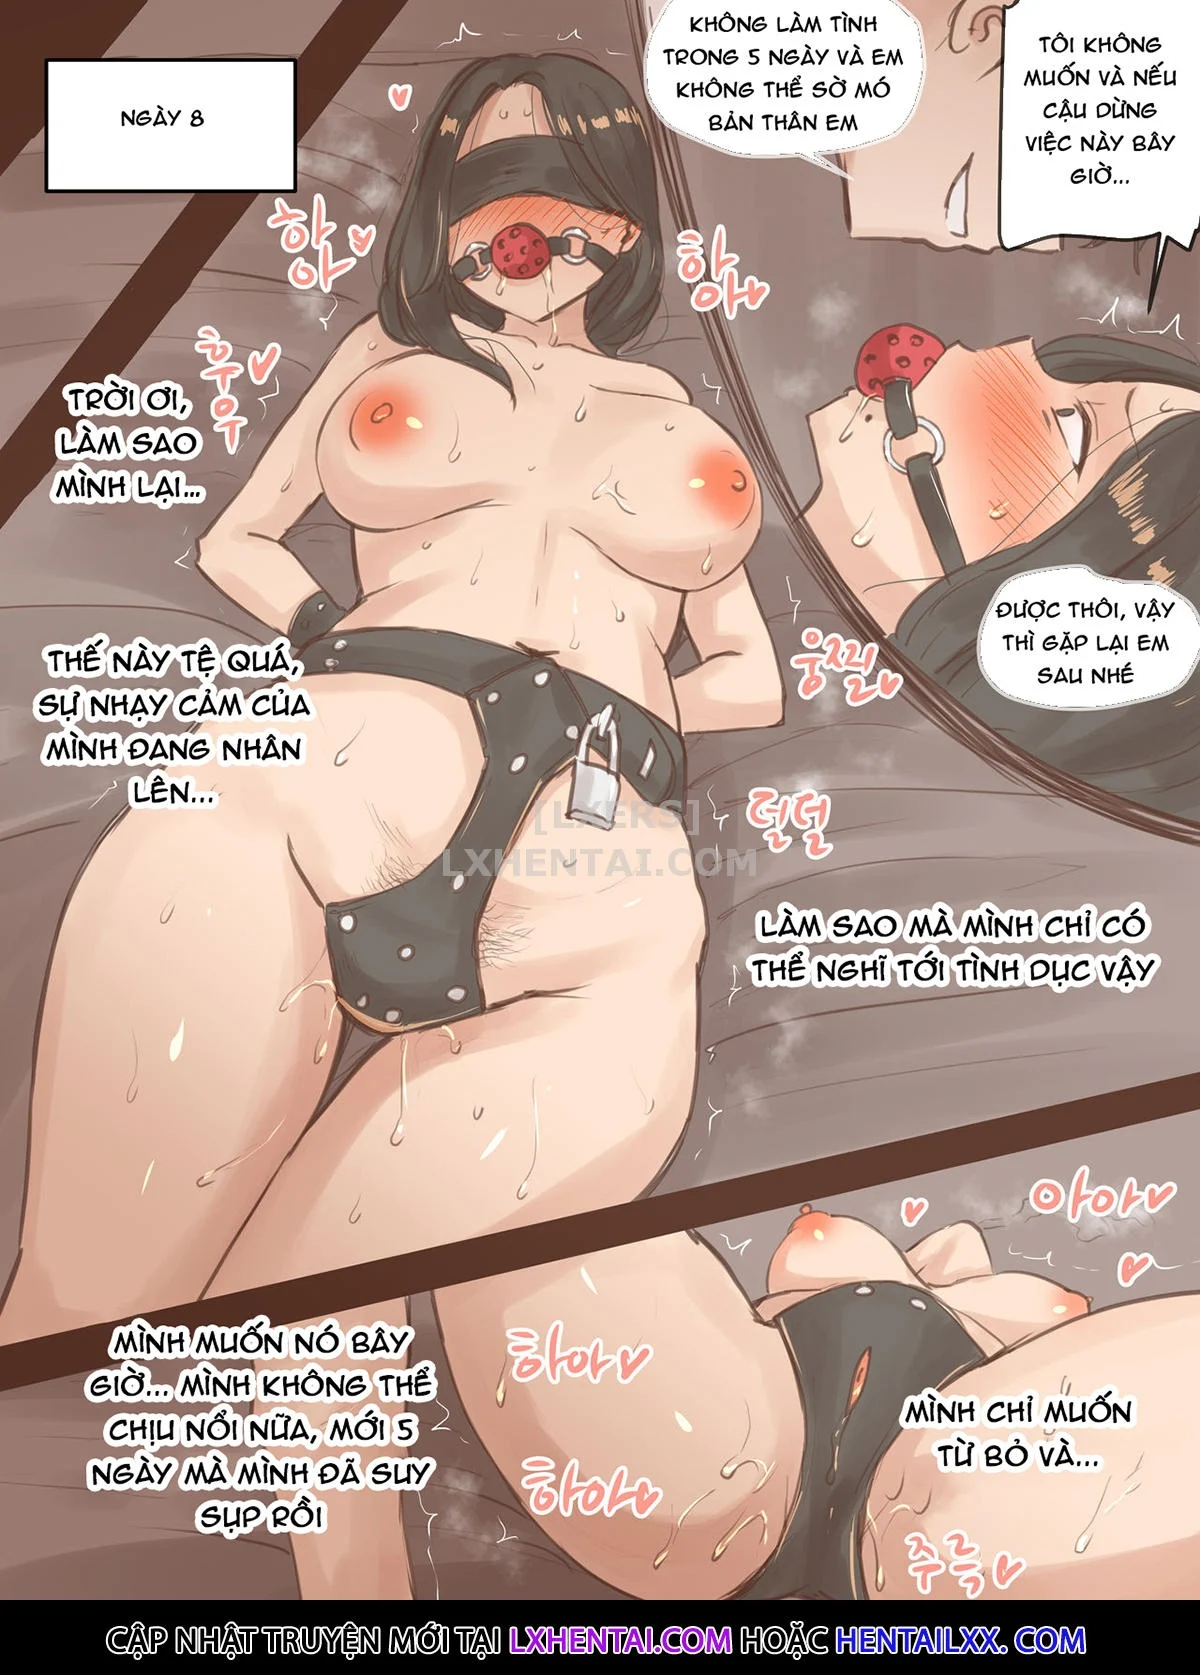 NGÀY 8
KHÔNG LÀM TÌNH
TRONG 5 NGÀY VÀ EM
KHÔNG THỂ SỜ MÓ
BẢN THÂN EM
TÔI KHÔNG
MUỐN VÀ NẾU
CẬU DỪNG
VIỆC NÀY BÂY
GIỜ...
하
아
하
아
후
우
TRỜI ƠI,
LÀM SAO
MÌNH LẠI...
ĐƯỢC THÔI, VẬY
THÌ GẶP LẠI EM
SAU NHÉ
움찔
THẾ NÀY TỆ QUÁ,
SỰ NHẠY CẢM CỦA
MÌNH ĐANG NHÂN
LÊN...
덜덜
[LXERS]
LXHENTAI.COM
LÀM SAO MÀ MÌNH CHỈ CÓ
THỂ NGHĨ TỚI TÌNH DỤC VẬY
아아
하아
MÌNH MUỐN NÓ BÂY
GIỜ... MÌNH KHÔNG THỂ
CHỊU NỔI NỮA, MỚI 5
NGÀY MÀ MÌNH ĐÃ SUY
SỤP RỒI
MÌNH CHỈ MUỐN
TỪ BỎ VÀ...
하아
주륵
CẬP NHẬT TRUYỆN MỚI TẠI LXHENTAI.COM HOẶC HENTAILXX. COM